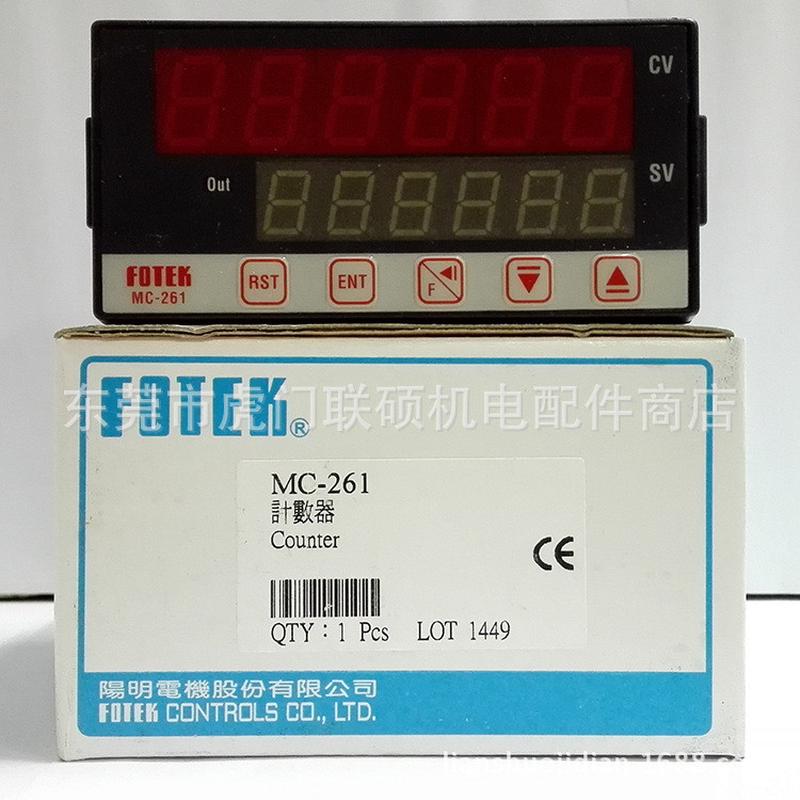 CV
Out
SV
FOTEK
MC-261
RST
ENT
F
FOTEK®
东莞市虎门联硕机电配件商店
MC-261
計數器
Counter
CE
QTY：1 Pcs LOT 1449
陽明電機股份有限公司
FOTEK CONTROLS CO., LTD.